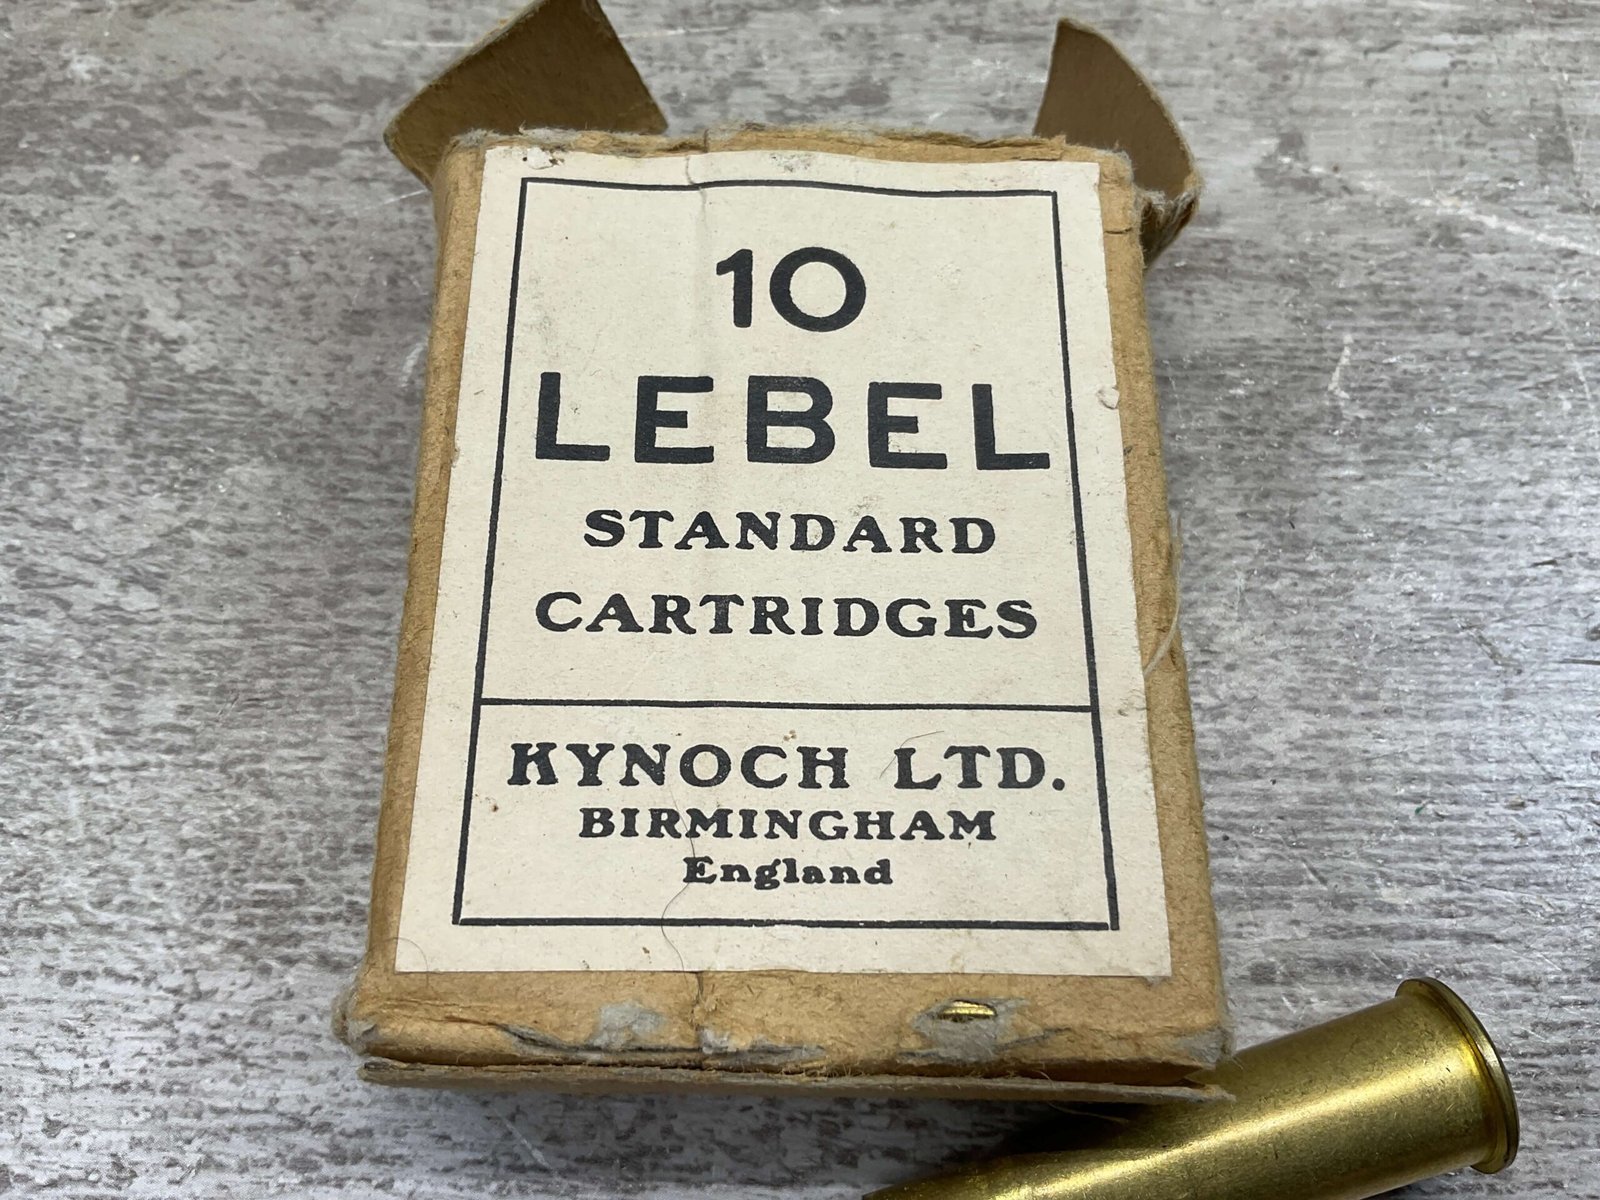 10
LEBEL
STANDARD
CARTRIDGES
KYNOCH LTD.
BIRMINGHAM
England